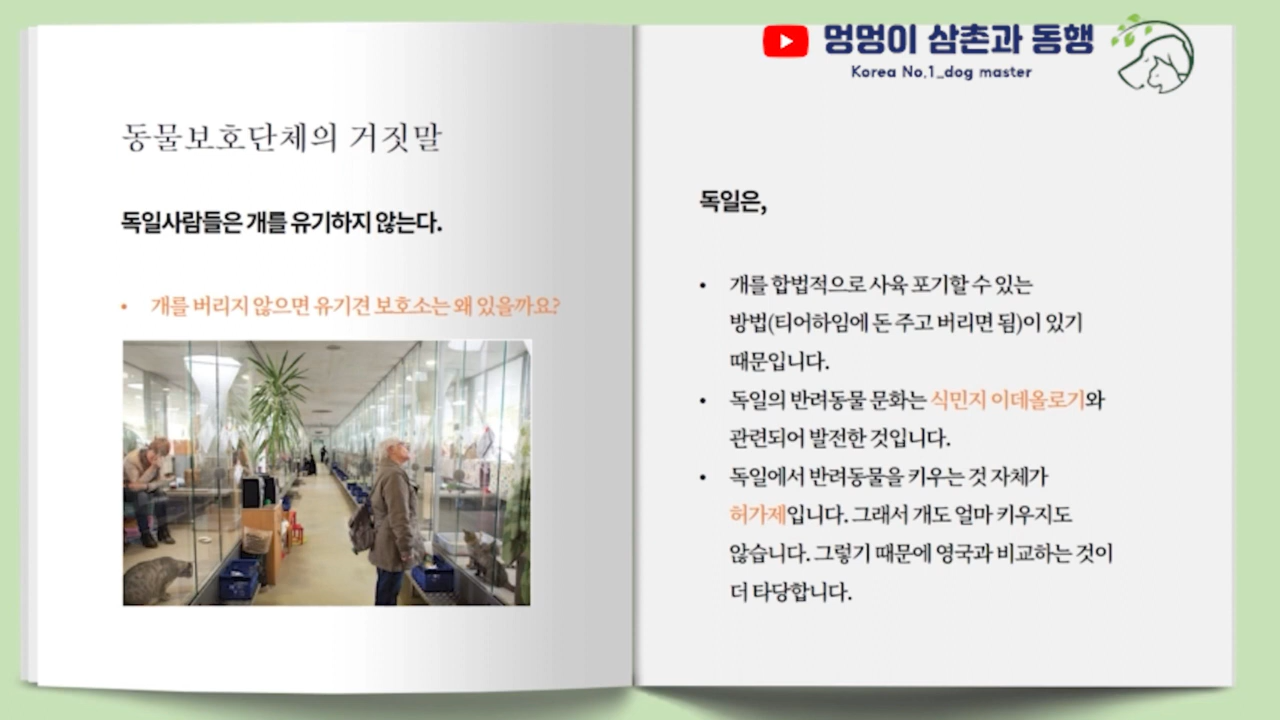 동물보호단체의 거짓말
독일사람들은 개를 유기하지 않는다.
• 개를 버리지 않으면 유기견 보호소는 왜 있을까요?
멍멍이 삼촌과 동행
Korea No.1_dog master
독일은,
• 개를 합법적으로 사육 포기할 수 있는
방법(티어하임에 돈 주고 버리면 됨)이 있기
때문입니다.
• 독일의 반려동물 문화는 식민지 이데올로기와
관련되어 발전한 것입니다.
• 독일에서 반려동물을 키우는 것 자체가
허가제입니다. 그래서 개도 얼마 키우지도
않습니다. 그렇기 때문에 영국과 비교하는 것이
더 타당합니다.